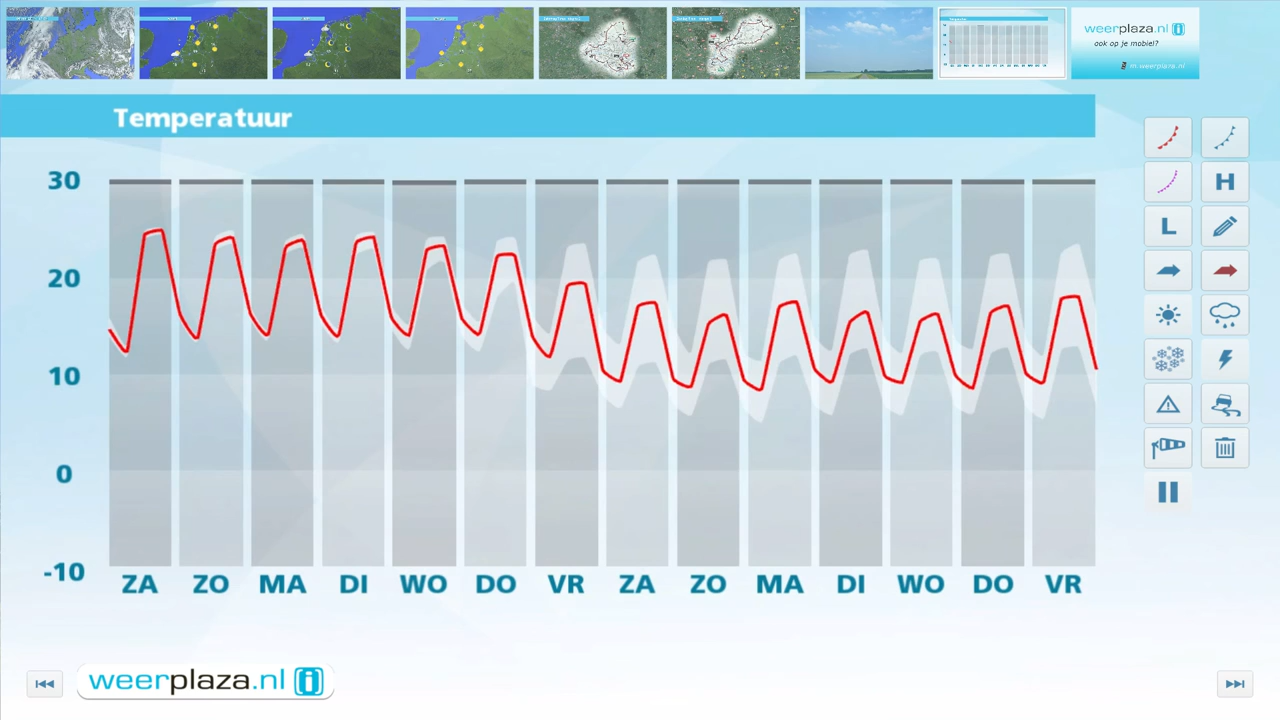 weerplaza.nl i
ook op je mobiel?
m.weerplaza.nl
Temperatuur
30
20
10
0
-10
ZA ZO MA DI WO DO VR ZA ZO MA DI WO DO VR
H
L
weerplaza.nl i